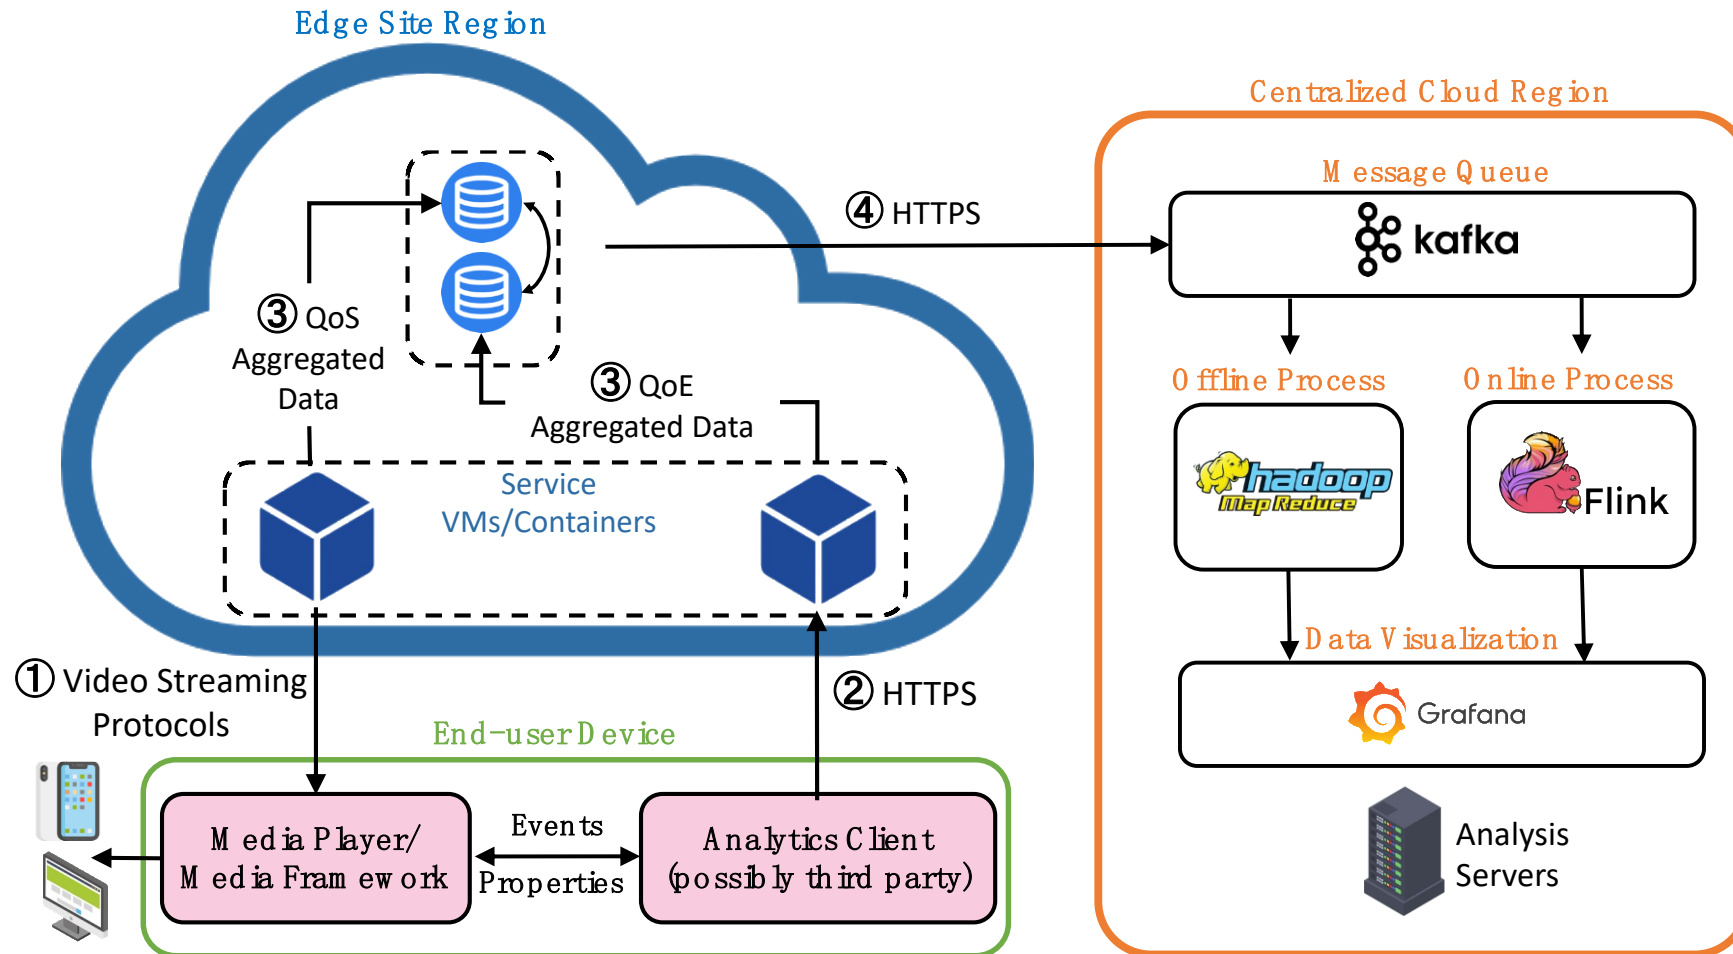 Edge Site Region
Centralized Cloud Region
Message Queue
④ HTTPS
kafka
③ QoS
Aggregated
Data
③ QoE
Aggregated Data
Offline Process
Online Process
hadoop
Map Reduce
Flink
Service
VMs/Containers
Data Visualization
Grafana
① Video Streaming
Protocols
② HTTPS
End-user Device
Media Player/
Media Framework
Events
Properties
Analytics Client
(possibly third party)
Analysis
Servers